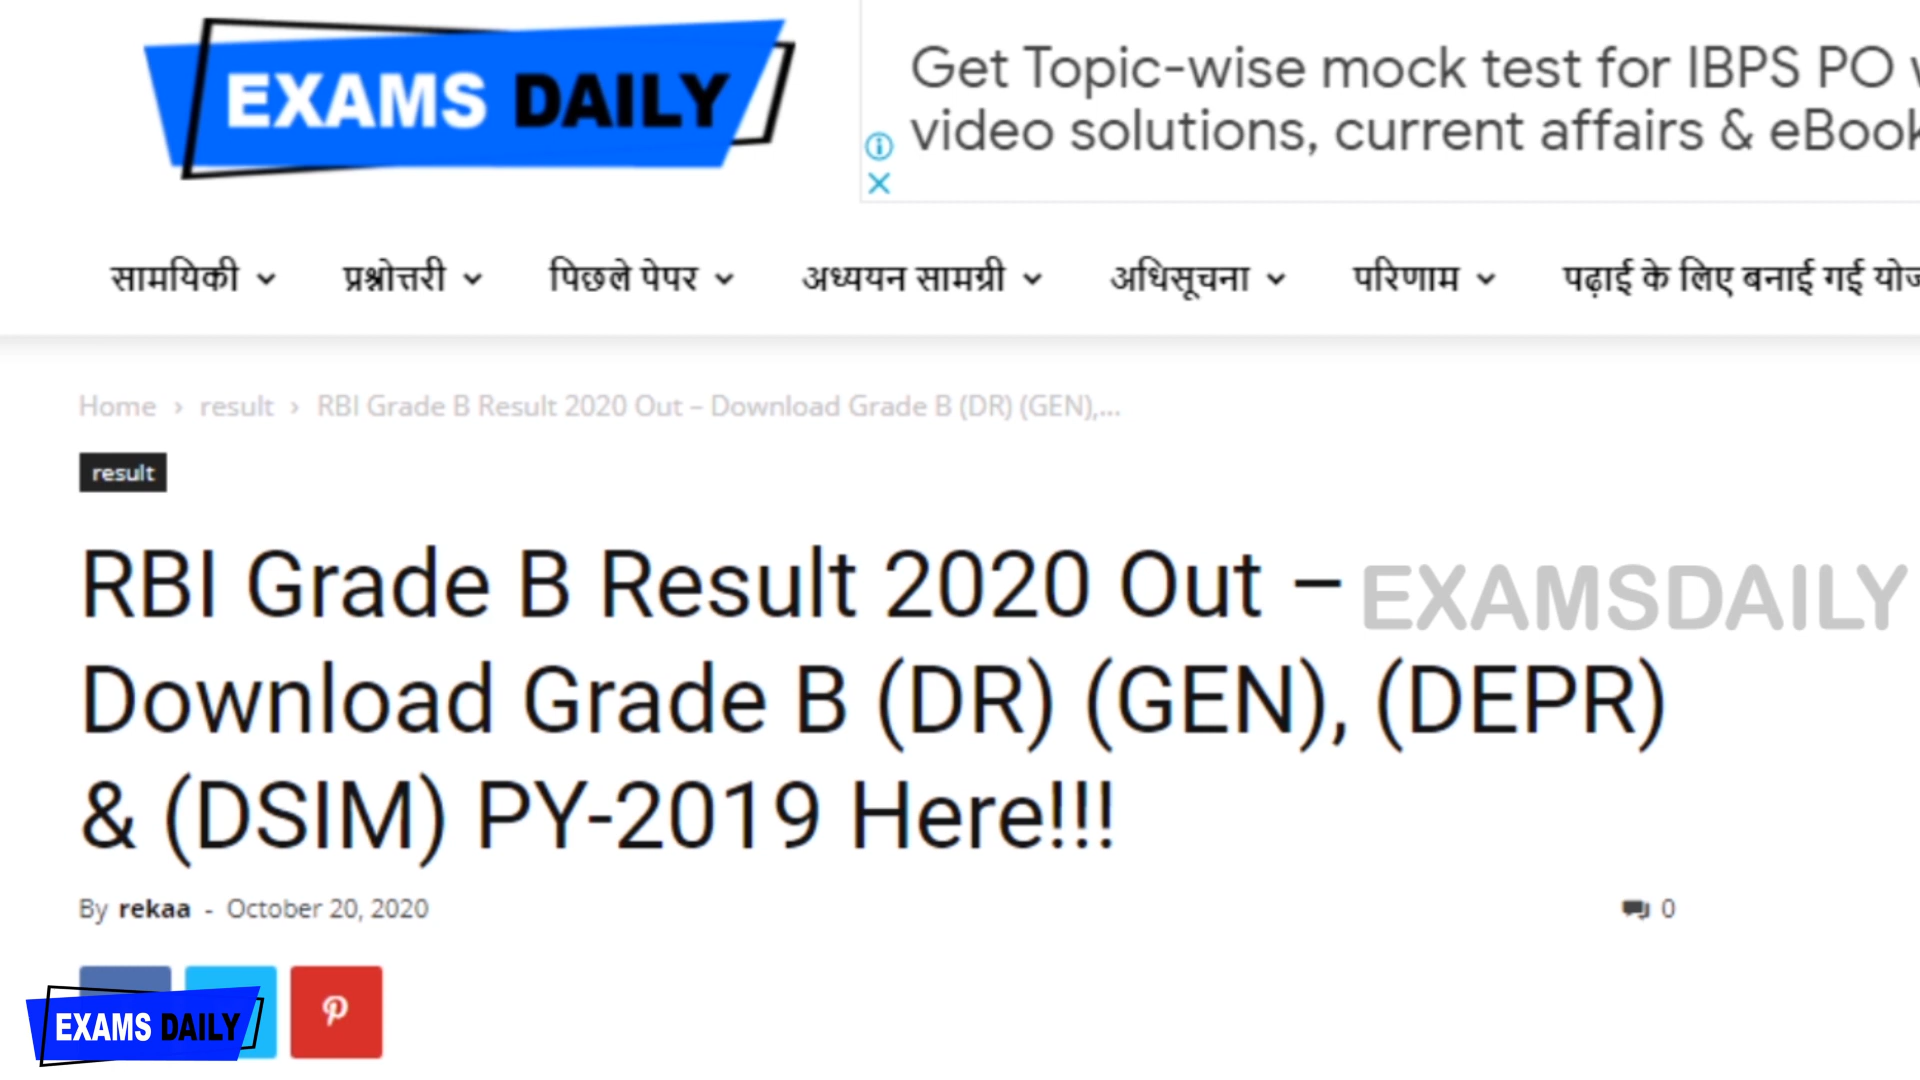 EXAMS DAILY
Get Topic-wise mock test for IBPS PO
video solutions, current affairs &
सामयिकी प्रश्नोत्तरी पिछले पेपर अध्ययन सामग्री अधिसूचना परिणाम पढ़ाई के लिए बनाई गई
Home › result › RBI Grade B Result 2020 Out – Download Grade B (DR) (GEN),...
result
RBI Grade B Result 2020 Out –
EXAMSDAILY
Download Grade B (DR) (GEN), (DEPR)
& (DSIM) PY-2019 Here!!!
By rekaa - October 20, 2020
0
EXAMS DAILY